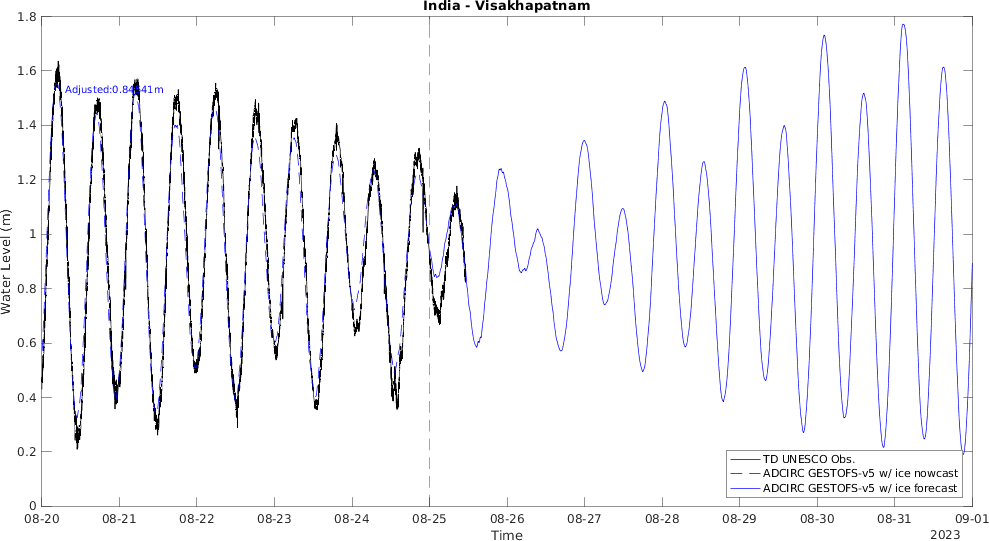 India - Visakhapatnam
Water Level (m)
1.8
1.6
1.4
1.2
1
0.8
0.6
0.4
0.2
0
Adjusted:0.84641m
TD UNESCO Obs.
ADCIRC GESTOFS-v5 w/ ice nowcast
ADCIRC GESTOFS-v5 w/ ice forecast
08-20 08-21 08-22 08-23 08-24 08-25 08-26 08-27 08-28 08-29 08-30 08-31 09-01
Time
2023